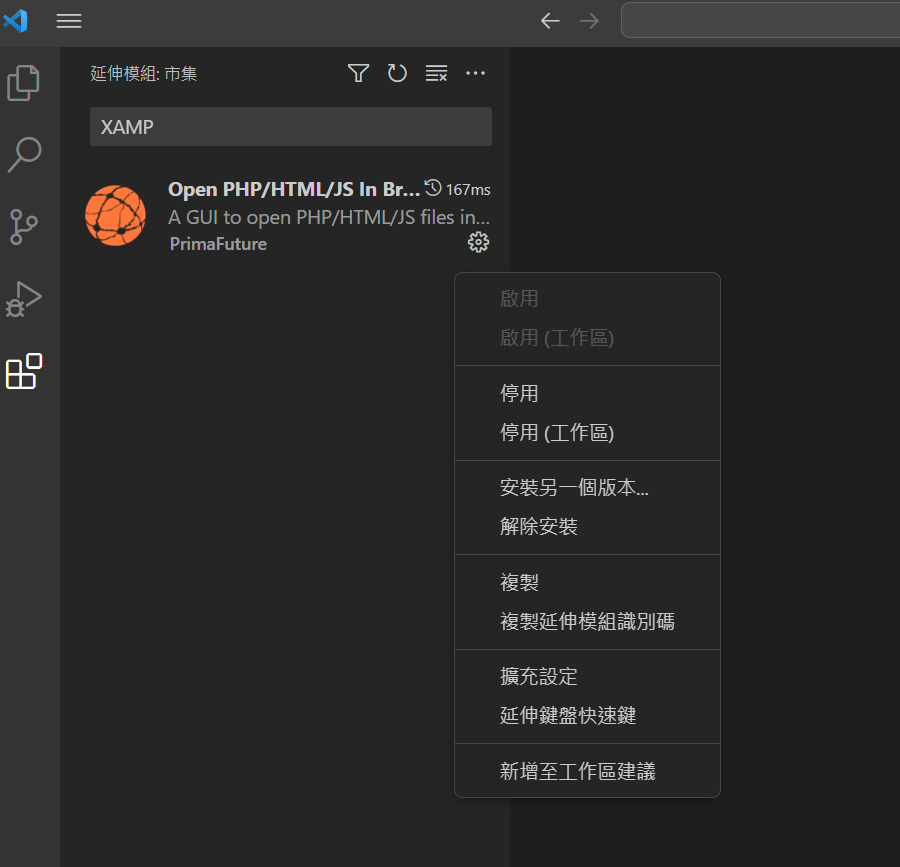 延伸模組: 市集
XAMP
Open PHP/HTML/JS In Br... 167ms
A GUI to open PHP/HTML/JS files in...
PrimaFuture
啟用
啟用 (工作區)
停用
停用 (工作區)
安裝另一個版本...
解除安裝
複製
複製延伸模組識別碼
擴充設定
延伸鍵盤快速鍵
新增至工作區建議